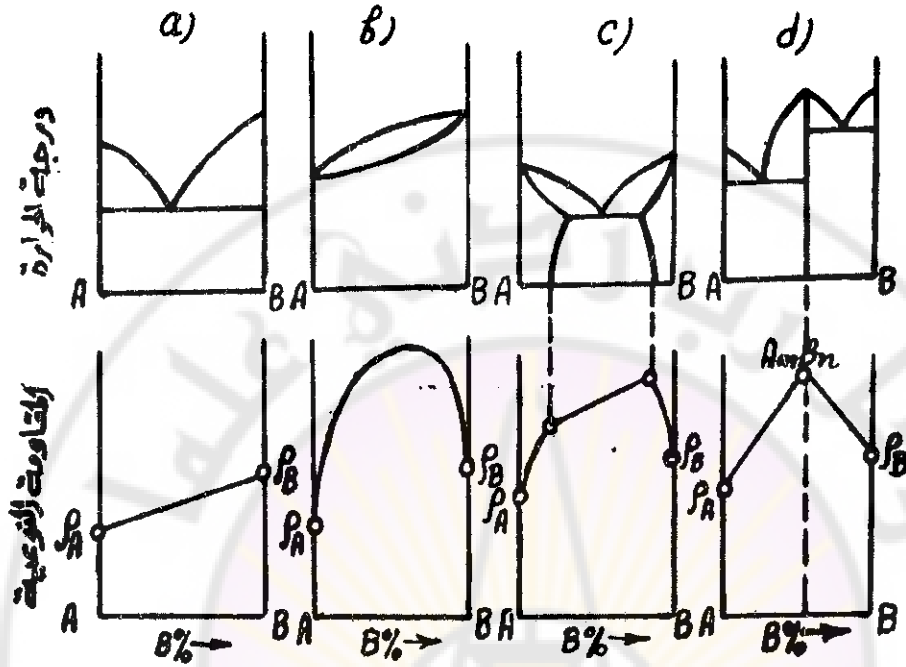 a) b) c) d)
درجة الحرارة
A B A B A B A B
المقاومة النوعية
AmBn
ρA ρB ρA ρB ρA ρB ρA ρB
A B A B A B A B
B%→ B%→ B%→ B%→